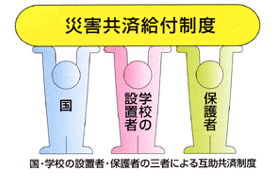 災害共済給付制度
国
学校の
設置者
保護者
国・学校の設置者・保護者の三者による互助共済制度